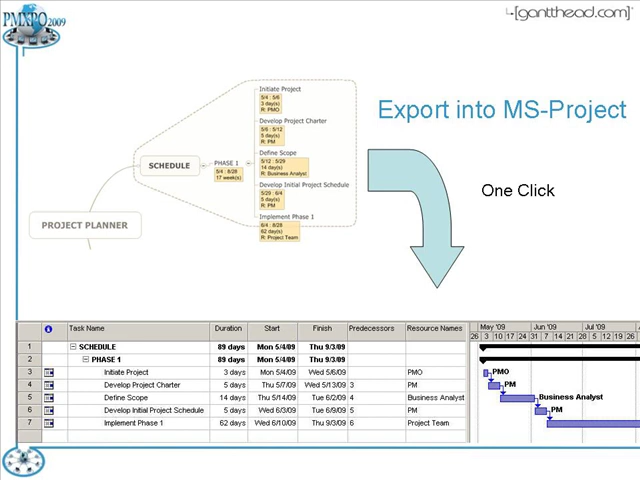 PMXPO 2009
[gantthead.com]
Export into MS-Project
One Click
PROJECT PLANNER
SCHEDULE
PHASE 1
5/4 : 8/28
17 week(s)
Initiate Project
5/4 : 5/6
3 day(s)
R: PMO
Develop Project Charter
5/6 : 5/12
5 day(s)
R: PM
Define Scope
5/12 : 5/29
14 day(s)
R: Business Analyst
Develop Initial Project Schedule
5/29 : 6/4
5 day(s)
R: PM
Implement Phase 1
6/4 : 8/28
62 day(s)
R: Project Team
Task Name Duration Start Finish Predecessors Resource Names May '09 Jun '09 Jul '09
26 3 10 17 24 31 7 14 21 28 5 12 19 26
1 SCHEDULE 89 days Mon 5/4/09 Thu 9/3/09
2 PHASE 1 89 days Mon 5/4/09 Thu 9/3/09
3 Initiate Project 3 days Mon 5/4/09 Wed 5/6/09 PMO PMO
4 Develop Project Charter 5 days Thu 5/7/09 Wed 5/13/09 3 PM PM
5 Define Scope 14 days Thu 5/14/09 Tue 6/2/09 4 Business Analyst Business Analyst
6 Develop Initial Project Schedule 5 days Wed 6/3/09 Tue 6/9/09 5 PM PM
7 Implement Phase 1 62 days Wed 6/10/09 Thu 9/3/09 6 Project Team